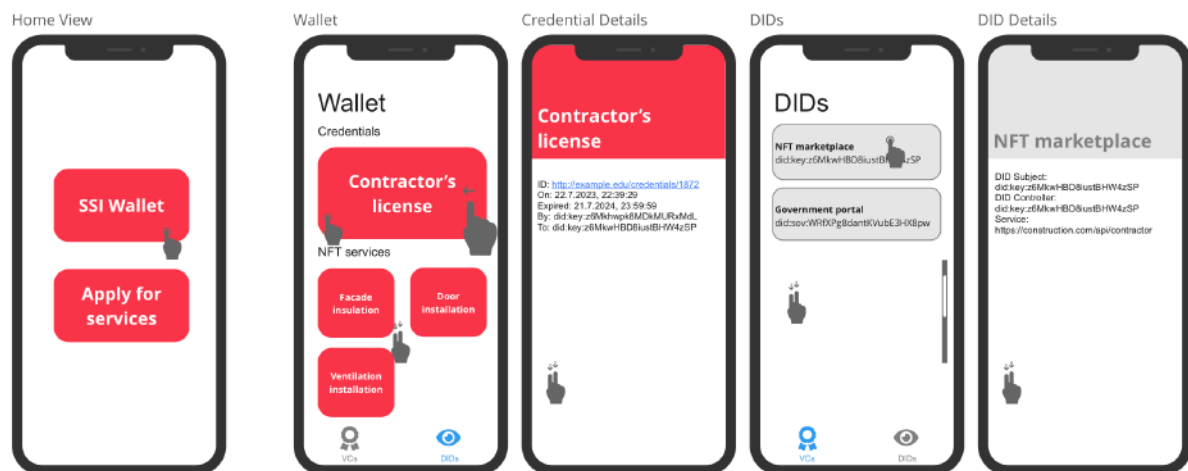 Home View
SSI Wallet
Apply for
services
Wallet
Wallet
Credentials
Contractor's
license
NFT services
Facade
insulation
Door
installation
Ventilation
installation
VCs
DIDs
Credential Details
Contractor's
license
ID: http://example.edu/credentials/1872
On: 22.7.2023, 22:39:29
Expired: 21.7.2024, 23:59:59
By: did:key:z6Mkhwpk8MDkMURxMdL
To: did:key:z6MkwHBD8iustBHW4zSP
DIDs
DIDs
NFT marketplace
Government portal
did:sov:WRfXPg8dantKVubE3HX8pw
VCs
DIDs
DID Details
NFT marketplace
DID Subject:
did:key:z6MkwHBD8iustBHW4zSP
DID Controller:
did:key:z6MkwHBD8iustBHW4zSP
Service:
https://construction.com/api/contractor